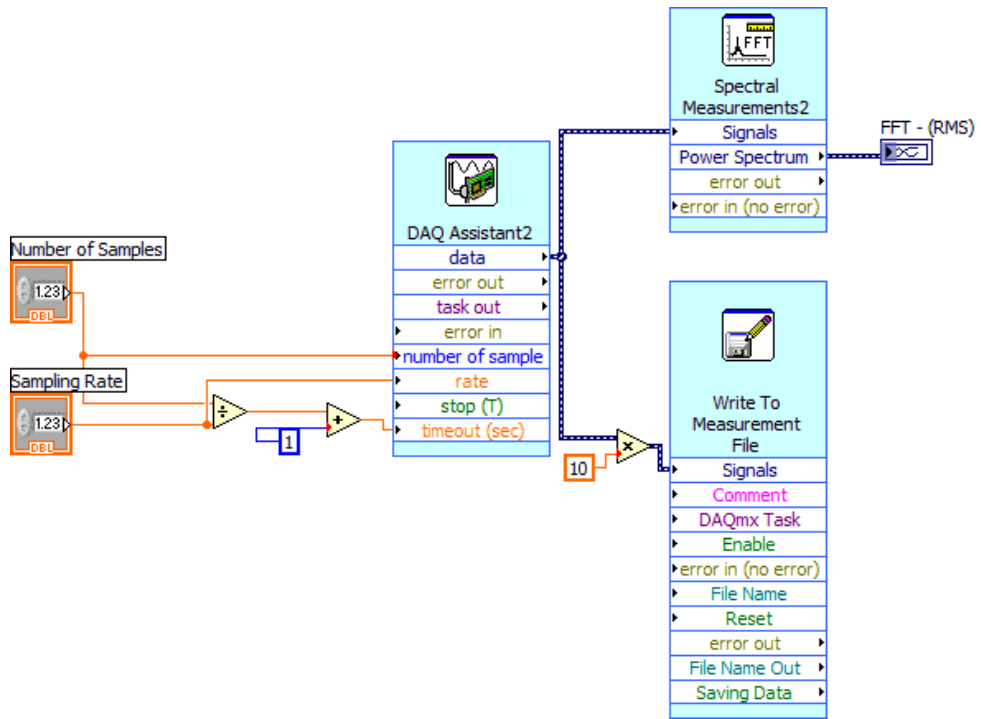 FFT
Spectral
Measurements2
Signals
Power Spectrum
error out
error in (no error)
FFT - (RMS)
DAQ Assistant2
data
error out
task out
error in
number of sample
rate
stop (T)
timeout (sec)
Number of Samples
1.23
DBL
Sampling Rate
1.23
DBL
÷
+
1
×
10
Write To
Measurement
File
Signals
Comment
DAQmx Task
Enable
error in (no error)
File Name
Reset
error out
File Name Out
Saving Data